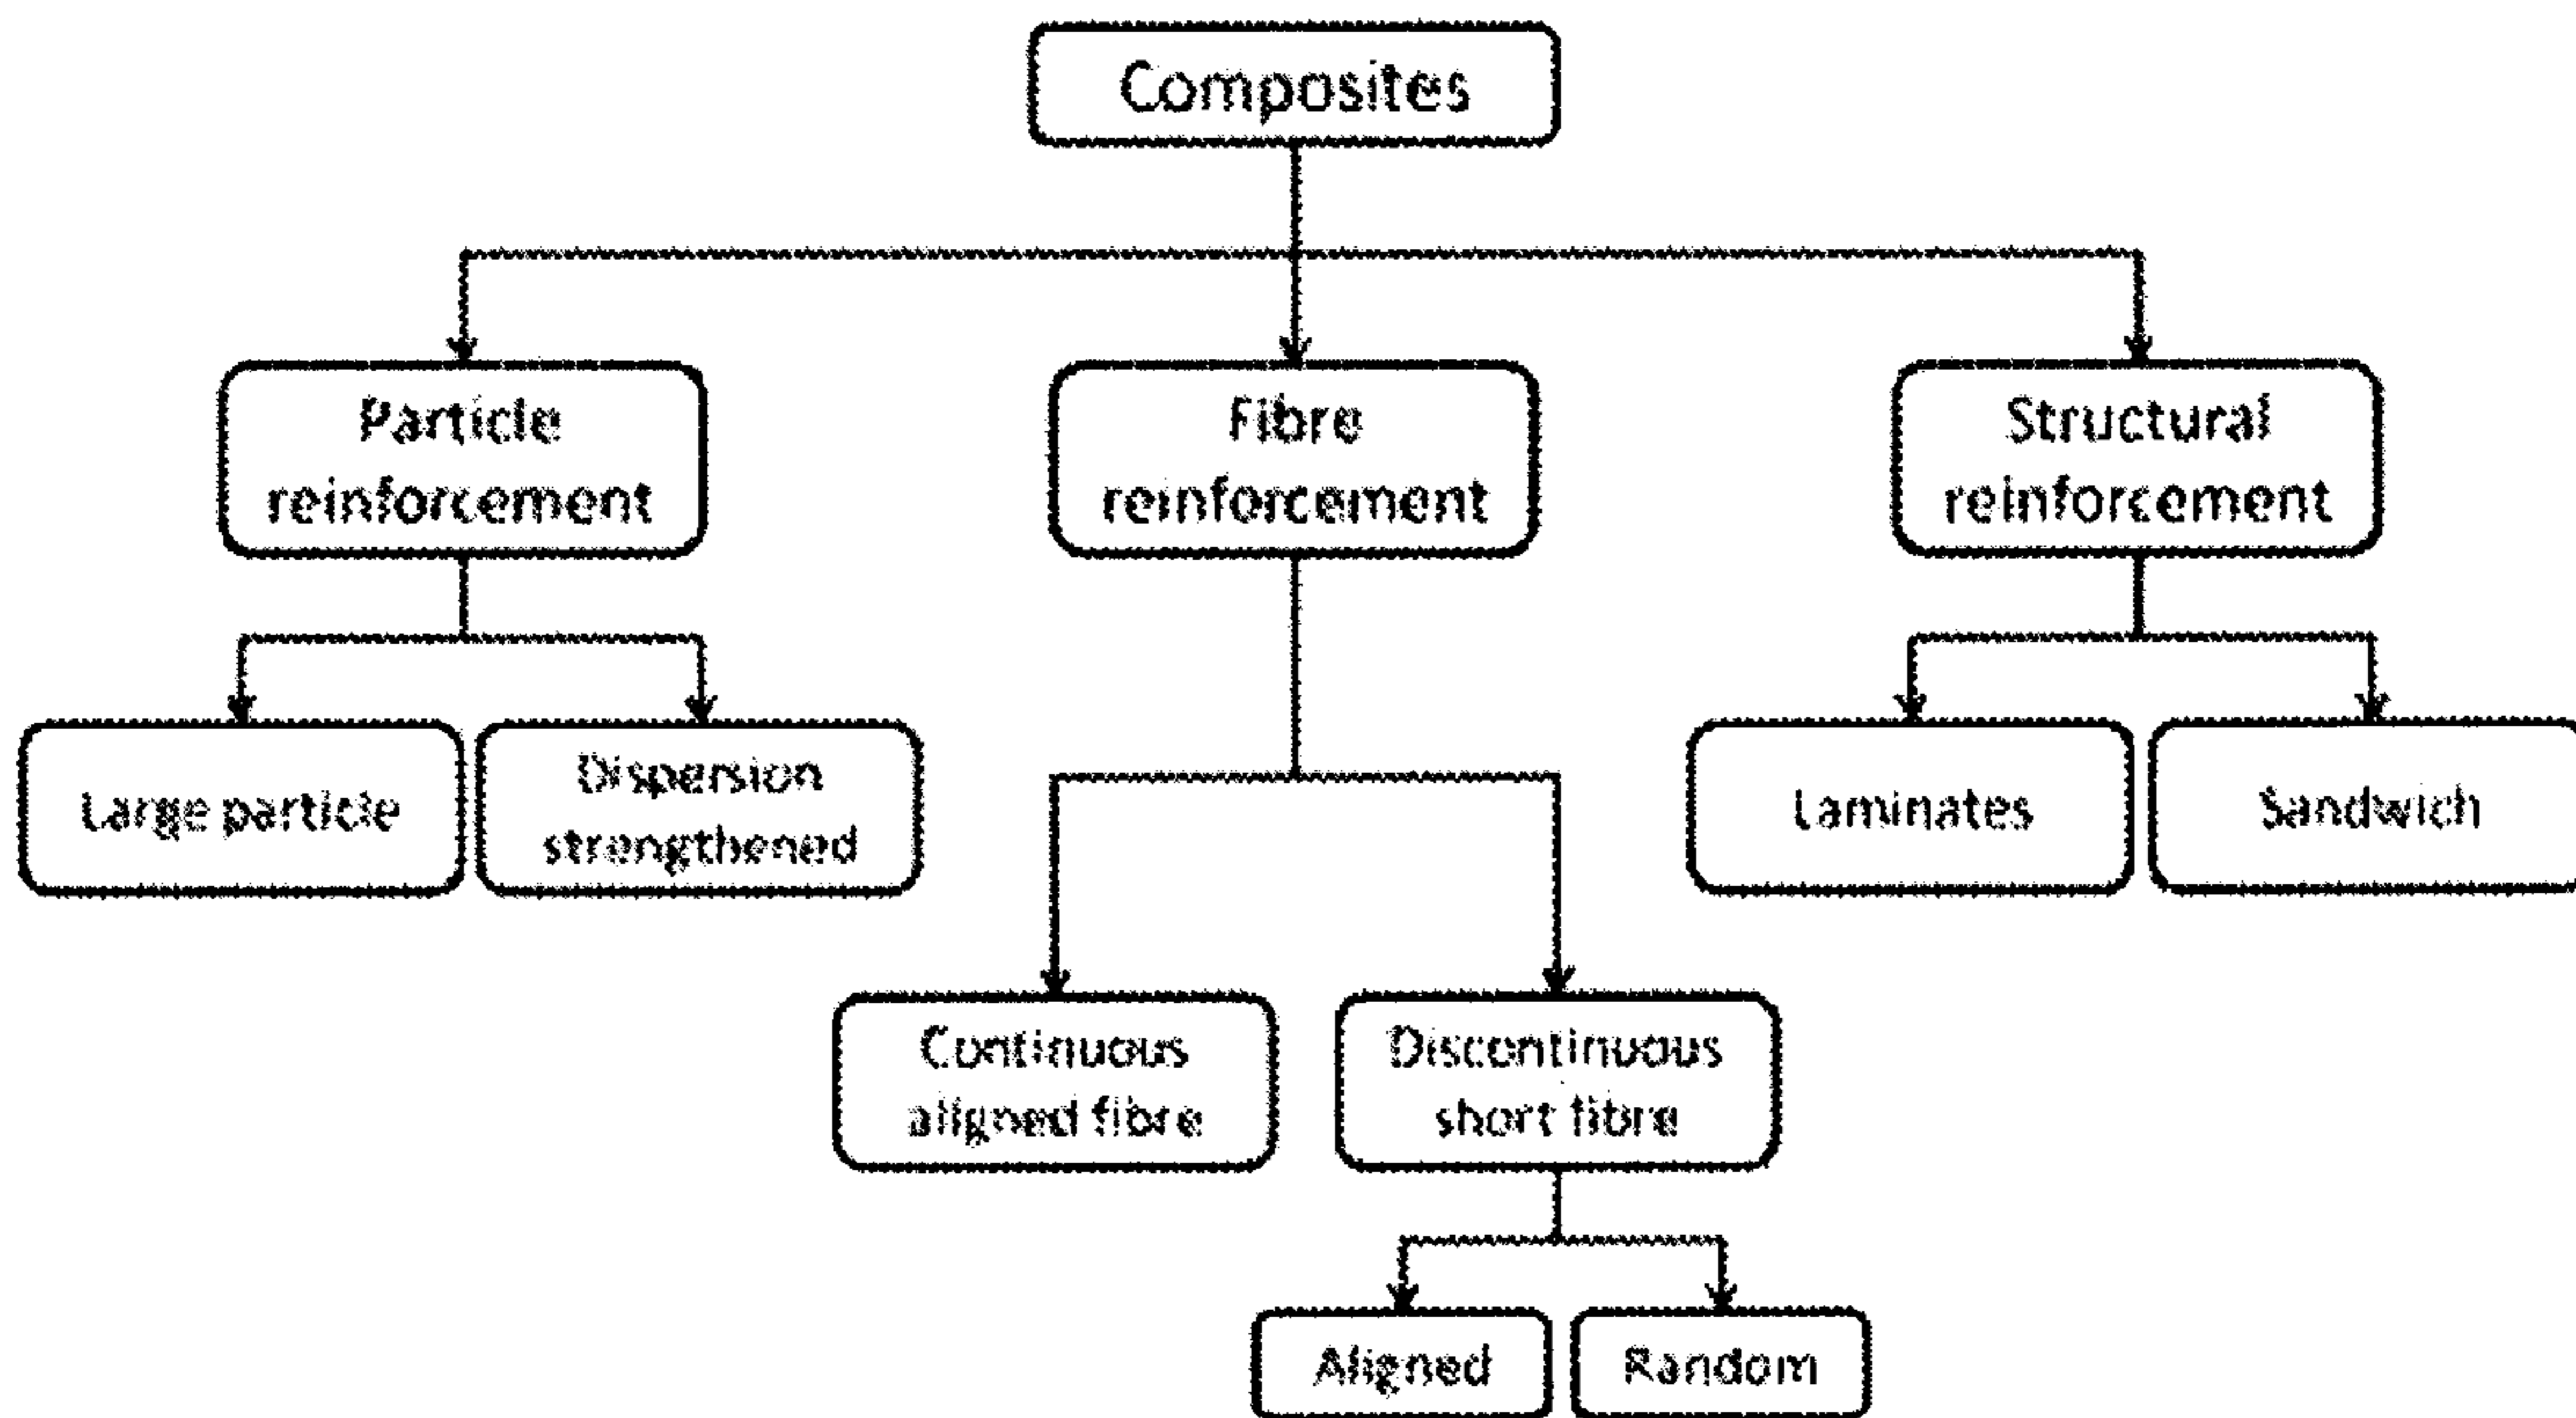 Composites
Particle
reinforcement
Fibre
reinforcement
Structural
reinforcement
Large particle
Dispersion
strengthened
Laminates
Sandwich
Continuous
aligned fibre
Discontinuous
short fibre
Aligned
Random